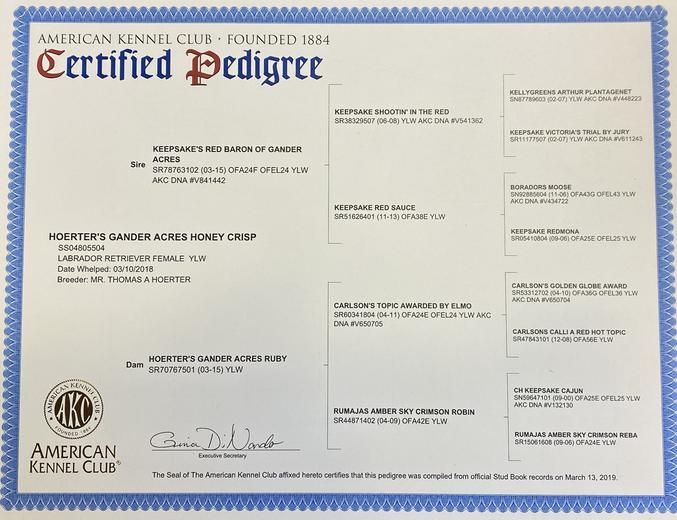 AMERICAN KENNEL CLUB · FOUNDED 1884
Certified Pedigree
Sire
KEEPSAKE'S RED BARON OF GANDER
ACRES
SR78763102 (03-15) OFA24F OFEL24 YLW
AKC DNA #V841442
HOERTER'S GANDER ACRES HONEY CRISP
SS04805504
LABRADOR RETRIEVER FEMALE YLW
Date Whelped: 03/10/2018
Breeder: MR. THOMAS A HOERTER
Dam
HOERTER'S GANDER ACRES RUBY
SR70767501 (03-15) YLW
KEEPSAKE SHOOTIN' IN THE RED
SR38329507 (06-08) YLW AKC DNA #V541362
KEEPSAKE RED SAUCE
SR51626401 (11-13) OFA38E YLW
CARLSON'S TOPIC AWARDED BY ELMO
SR60341804 (04-11) OFA24E OFEL24 YLW AKC
DNA #V650705
RUMAJAS AMBER SKY CRIMSON ROBIN
SR44871402 (04-09) OFA42E YLW
KELLYGREENS ARTHUR PLANTAGENET
SN87789603 (02-07) YLW AKC DNA #V448223
KEEPSAKE VICTORIA'S TRIAL BY JURY
SR11177507 (02-07) YLW AKC DNA #V611243
BORADORS MOOSE
SN92885604 (11-06) OFA43G OFEL43 YLW
AKC DNA #V434722
KEEPSAKE REDMONA
SR05410804 (09-06) OFA25E OFEL25 YLW
CARLSON'S GOLDEN GLOBE AWARD
SR53312702 (04-10) OFA36G OFEL36 YLW
AKC DNA #V650704
CARLSONS CALLI A RED HOT TOPIC
SR47843101 (12-08) OFA56E YLW
CH KEEPSAKE CAJUN
SN59647101 (09-00) OFA25E OFEL25 YLW
AKC DNA #V132130
RUMAJAS AMBER SKY CRIMSON REBA
SR15061608 (09-06) OFA24E YLW
AMERICAN KENNEL CLUB
AKC
FOUNDED 1884
AMERICAN
KENNEL CLUB®
Gina DiNardo
Executive Secretary
The Seal of The American Kennel Club affixed hereto certifies that this pedigree was compiled from official Stud Book records on March 13, 2019.